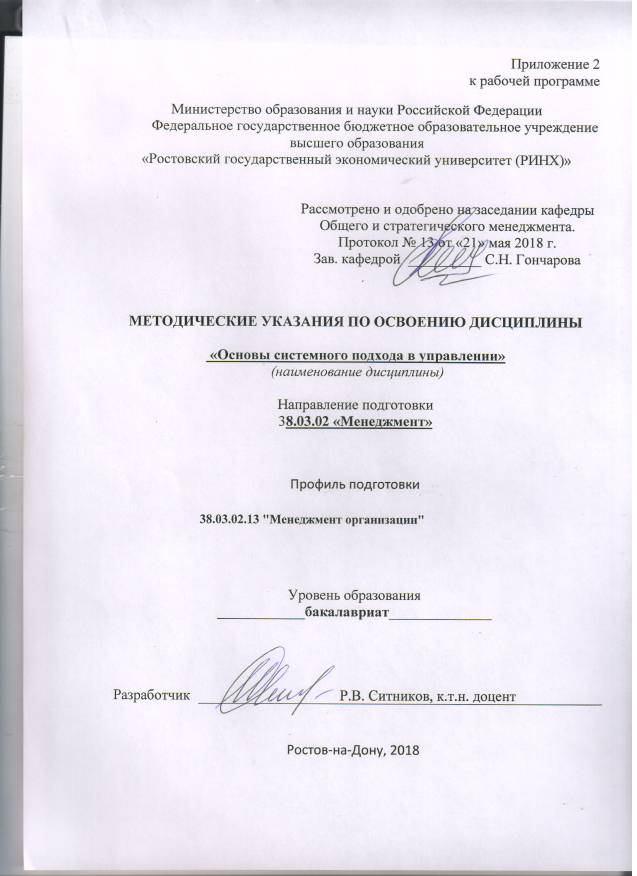 Приложение 2
к рабочей программе
Министерство образования и науки Российской Федерации
Федеральное государственное бюджетное образовательное учреждение
высшего образования
«Ростовский государственный экономический университет (РИНХ)»
Рассмотрено и одобрено на заседании кафедры
Общего и стратегического менеджмента.
Протокол № 13 от «21» мая 2018 г.
Зав. кафедрой __________ С.Н. Гончарова
МЕТОДИЧЕСКИЕ УКАЗАНИЯ ПО ОСВОЕНИЮ ДИСЦИПЛИНЫ
«Основы системного подхода в управлении»
(наименование дисциплины)
Направление подготовки
38.03.02 «Менеджмент»
Профиль подготовки
38.03.02.13 "Менеджмент организации"
Уровень образования
бакалавриат
Разработчик Р.В. Ситников, к.т.н. доцент
Ростов-на-Дону, 2018